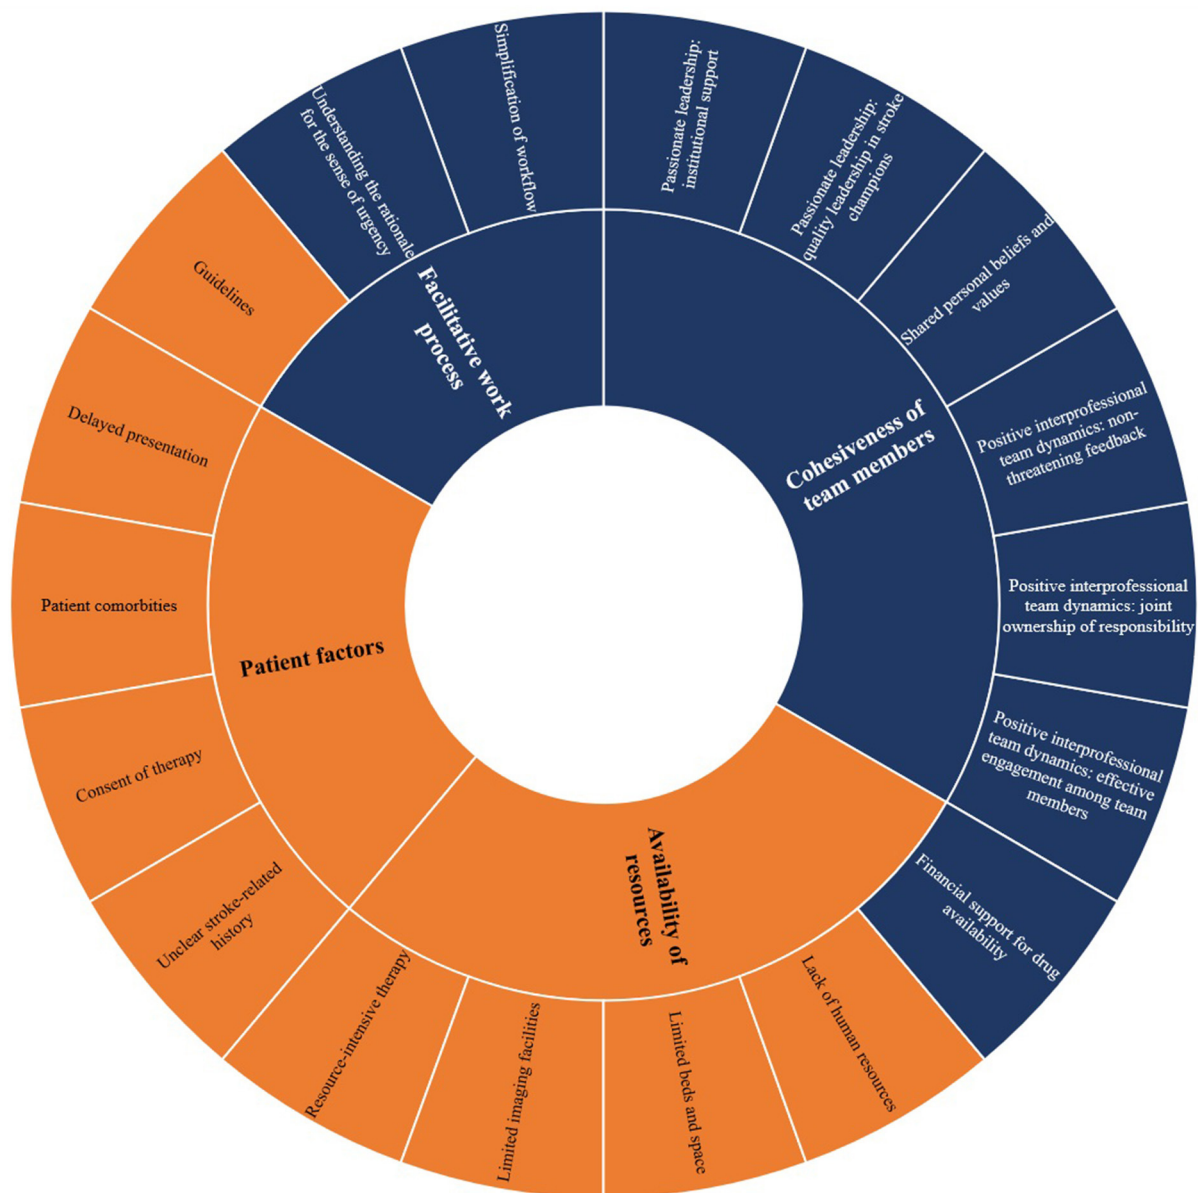 Passionate leadership:
institutional support
Passionate leadership:
quality leadership in stroke
champions
Shared personal beliefs and
values
Positive interprofessional
team dynamics: non-
threatening feedback
Positive interprofessional
team dynamics: joint
ownership of responsibility
Positive interprofessional
team dynamics: effective
engagement among team
members
Financial support for drug
availability
Lack of human resources
Limited beds and space
Limited imaging facilities
Resource-intensive therapy
Unclear stroke-related
history
Consent of therapy
Patient comorbities
Delayed presentation
Guidelines
Understanding the rationale
for the sense of urgency
Simplification of workflow
Cohesiveness of
team members
Availability of
resources
Patient factors
Facilitative work
process